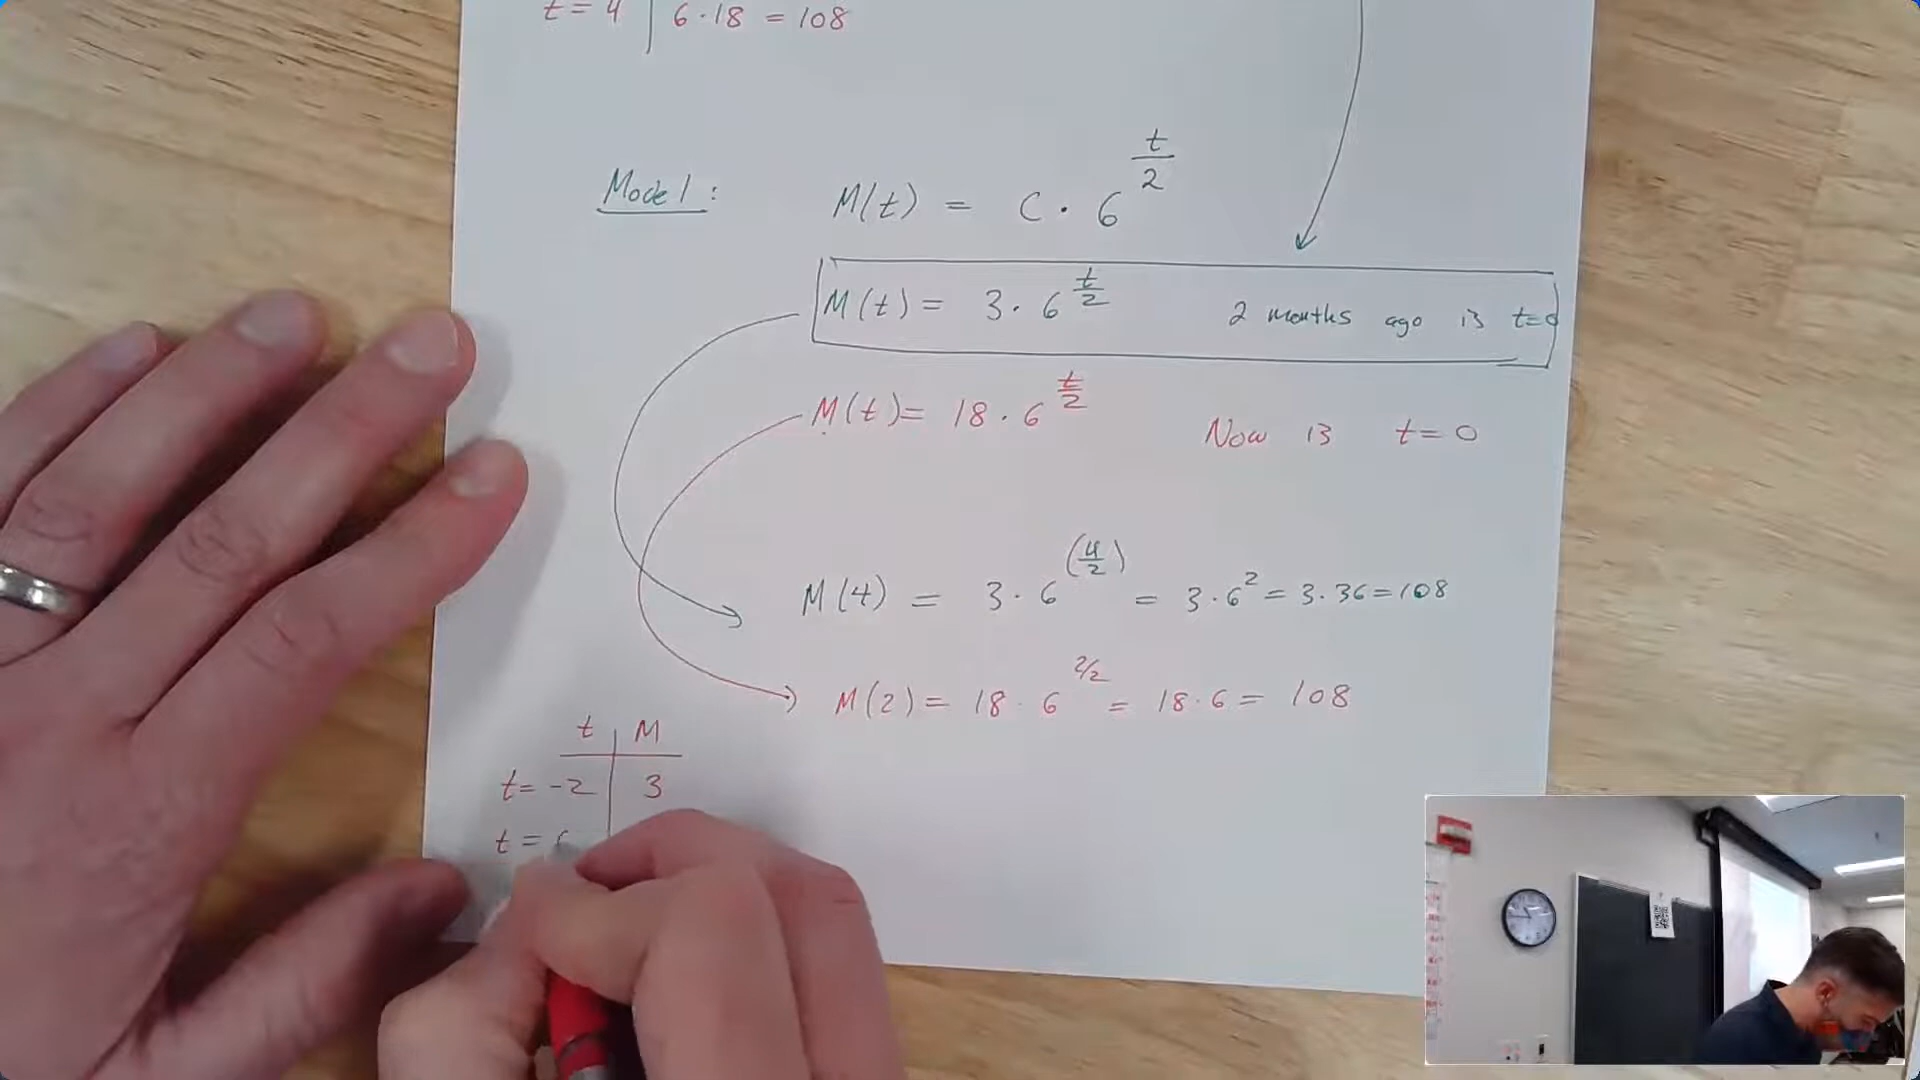 t = 4 | 6 · 18 = 108
Model: M(t) = C · 6^(t/2)
M(t) = 3 · 6^(t/2) 2 months ago is t=0
M(t) = 18 · 6^(t/2) Now is t = 0
M(4) = 3 · 6^(4/2) = 3 · 6^2 = 3 · 36 = 108
M(2) = 18 · 6^(2/2) = 18 · 6 = 108
t | M
t = -2 | 3
t =